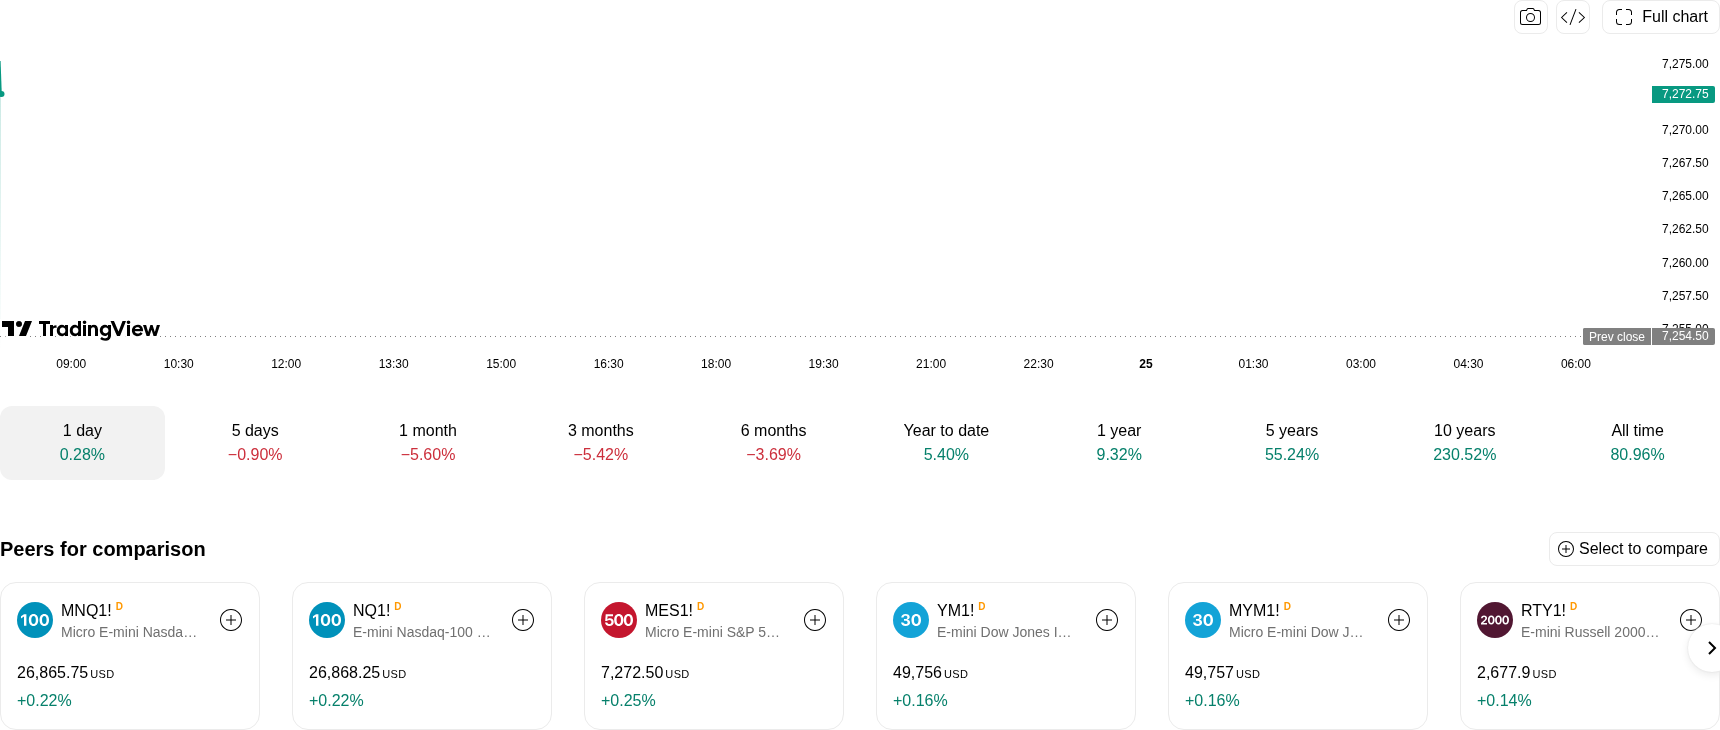 Full chart
7,275.00
7,272.75
7,270.00
7,267.50
7,265.00
7,262.50
7,260.00
7,257.50
TradingView
Prev close 7,254.50
09:00 10:30 12:00 13:30 15:00 16:30 18:00 19:30 21:00 22:30 25 01:30 03:00 04:30 06:00
1 day 5 days 1 month 3 months 6 months Year to date 1 year 5 years 10 years All time
0.28% −0.90% −5.60% −5.42% −3.69% 5.40% 9.32% 55.24% 230.52% 80.96%
Peers for comparison
Select to compare
100 MNQ1! D
Micro E-mini Nasda…
26,865.75 USD
+0.22%
100 NQ1! D
E-mini Nasdaq-100 …
26,868.25 USD
+0.22%
500 MES1! D
Micro E-mini S&P 5…
7,272.50 USD
+0.25%
30 YM1! D
E-mini Dow Jones I…
49,756 USD
+0.16%
30 MYM1! D
Micro E-mini Dow J…
49,757 USD
+0.16%
2000 RTY1! D
E-mini Russell 2000…
2,677.9 USD
+0.14%